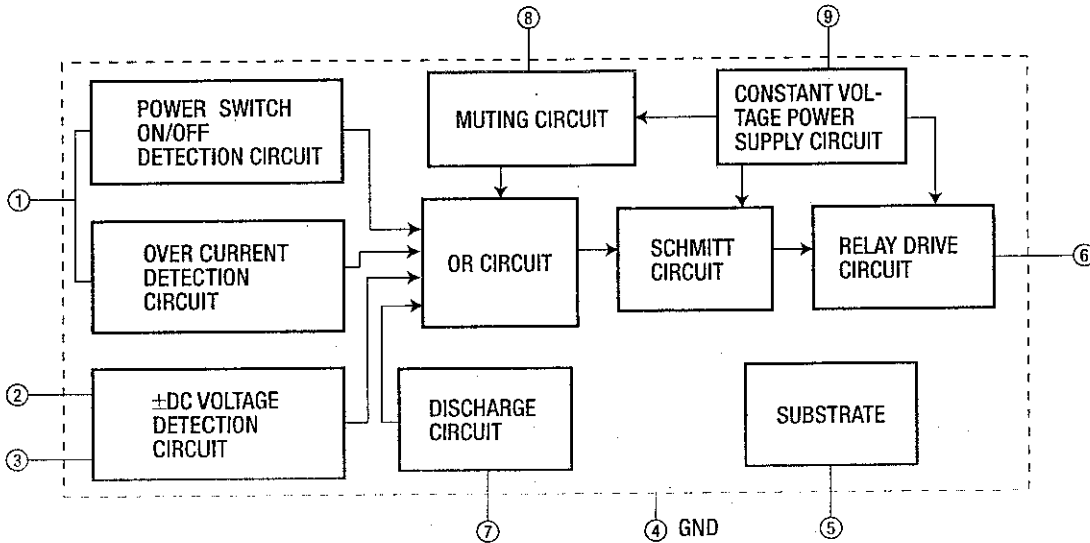 ⑧
⑨
POWER SWITCH
ON/OFF
DETECTION CIRCUIT
MUTING CIRCUIT
CONSTANT VOL-
TAGE POWER
SUPPLY CIRCUIT
①
OVER CURRENT
DETECTION
CIRCUIT
OR CIRCUIT
SCHMITT
CIRCUIT
RELAY DRIVE
CIRCUIT
⑥
②
③
±DC VOLTAGE
DETECTION
CIRCUIT
DISCHARGE
CIRCUIT
SUBSTRATE
⑦
④ GND
⑤